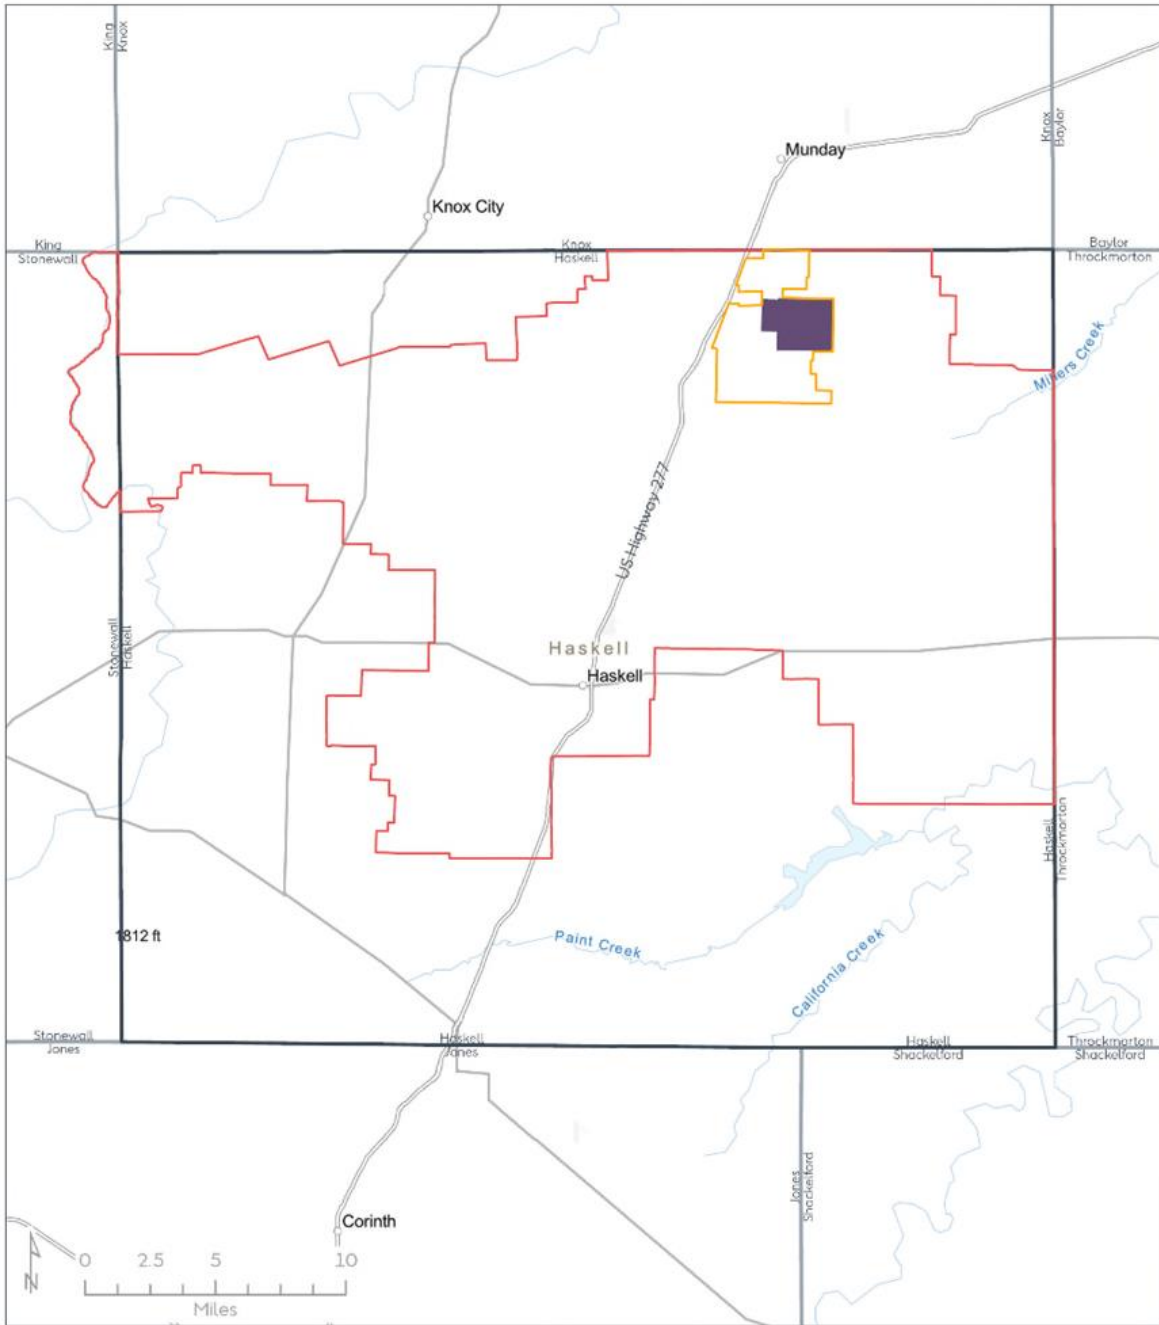 King
Knox
Knox
Baylor
Munday
Knox City
King
Stonewall
Knox
Haskell
Baylor
Throckmorton
Millers Creek
US Highway 277
Stonewall
Haskell
Haskell
Haskell
Haskell
Throckmorton
1812 ft
Paint Creek
California Creek
Stonewall
Jones
Haskell
Jones
Haskell
Shackelford
Throckmorton
Shackelford
Jones
Shackelford
Corinth
0 2.5 5 10
N
Miles